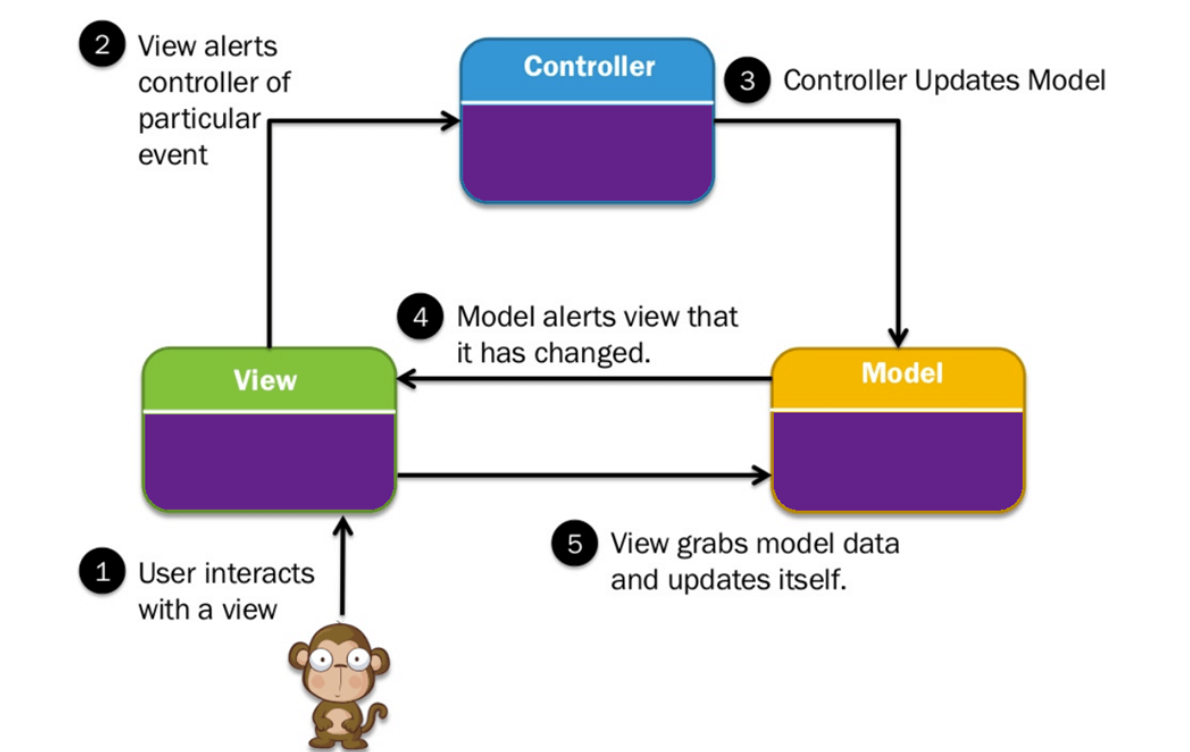 2 View alerts
controller of
particular
event
Controller
3 Controller Updates Model
4 Model alerts view that
it has changed.
View
Model
5 View grabs model data
and updates itself.
1 User interacts
with a view